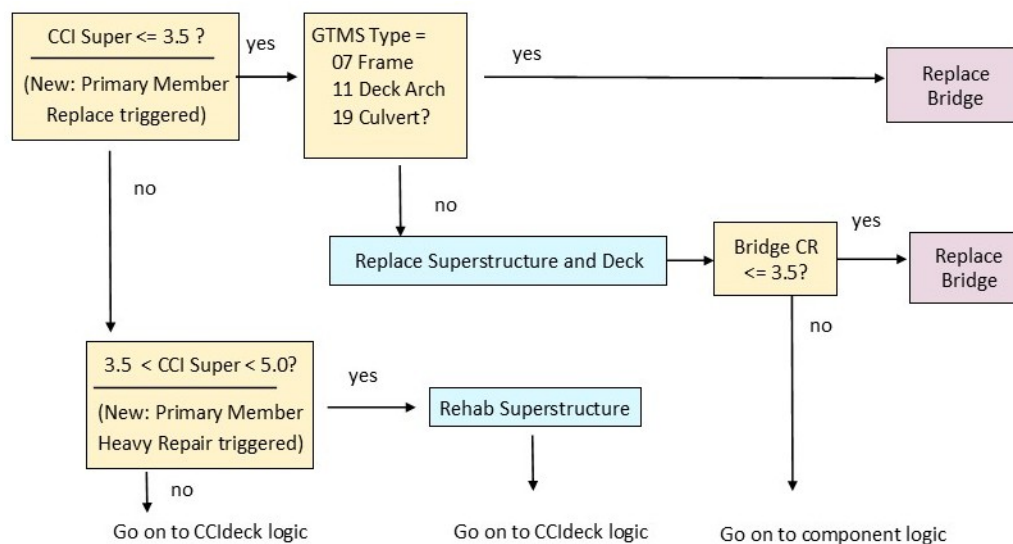 CCI Super <= 3.5 ?
(New: Primary Member
Replace triggered)
yes
GTMS Type =
07 Frame
11 Deck Arch
19 Culvert?
yes
Replace
Bridge
no
no
Replace Superstructure and Deck
Bridge CR
<= 3.5?
yes
Replace
Bridge
no
3.5 < CCI Super < 5.0?
(New: Primary Member
Heavy Repair triggered)
yes
Rehab Superstructure
no
Go on to CCIdeck logic
Go on to CCIdeck logic
Go on to component logic